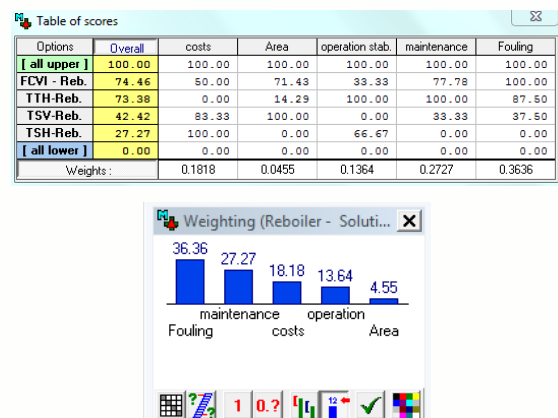 Table of scores
Options Overall costs Area operation stab. maintenance Fouling
[ all upper ] 100.00 100.00 100.00 100.00 100.00 100.00
FCVI - Reb. 74.46 50.00 71.43 33.33 77.78 100.00
TTH-Reb. 73.38 0.00 14.29 100.00 100.00 87.50
TSV-Reb. 42.42 83.33 100.00 0.00 33.33 37.50
TSH-Reb. 27.27 100.00 0.00 66.67 0.00 0.00
[ all lower ] 0.00 0.00 0.00 0.00 0.00 0.00
Weights : 0.1818 0.0455 0.1364 0.2727 0.3636
Weighting (Reboiler - Soluti...
36.36 27.27 18.18 13.64 4.55
maintenance operation
Fouling costs Area
?- -? 1 0.? 12